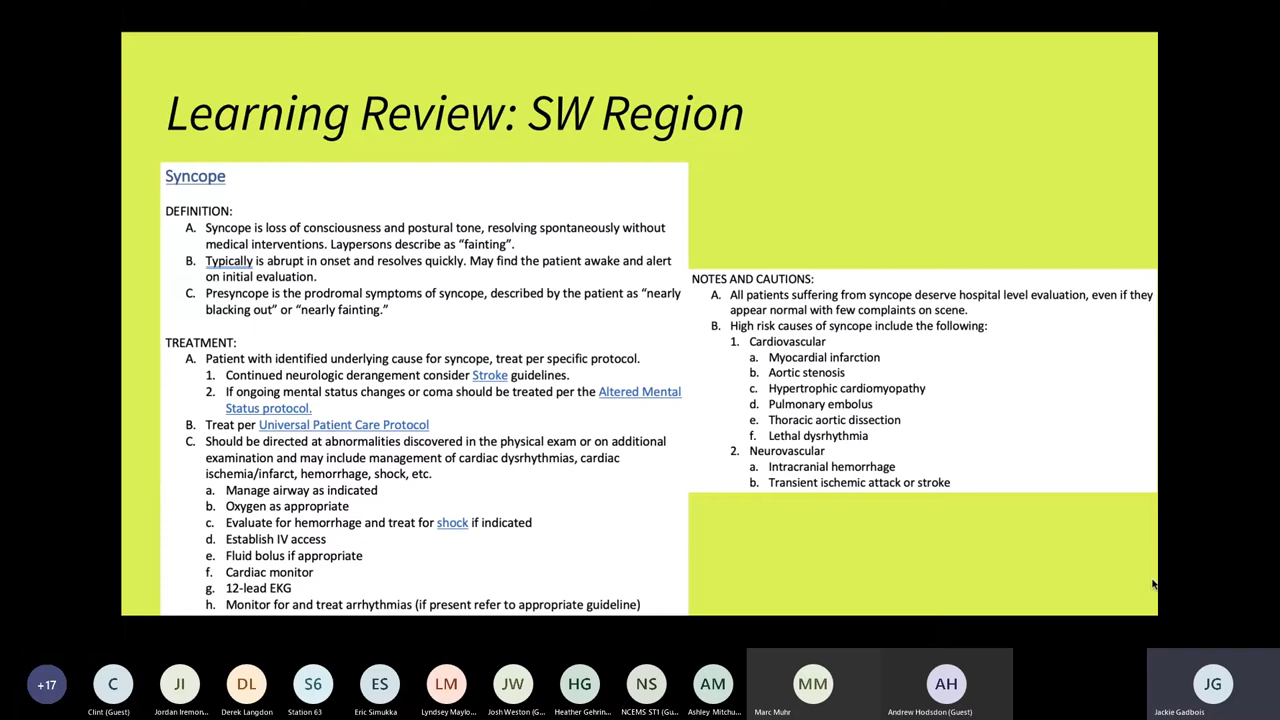 Learning Review: SW Region
Syncope
DEFINITION:
A. Syncope is loss of consciousness and postural tone, resolving spontaneously without
medical interventions. Laypersons describe as “fainting”.
B. Typically is abrupt in onset and resolves quickly. May find the patient awake and alert
on initial evaluation.
C. Presyncope is the prodromal symptoms of syncope, described by the patient as “nearly
blacking out” or “nearly fainting.”
TREATMENT:
A. Patient with identified underlying cause for syncope, treat per specific protocol.
1. Continued neurologic derangement consider Stroke guidelines.
2. If ongoing mental status changes or coma should be treated per the Altered Mental
Status protocol.
B. Treat per Universal Patient Care Protocol
C. Should be directed at abnormalities discovered in the physical exam or on additional
examination and may include management of cardiac dysrhythmias, cardiac
ischemia/infarct, hemorrhage, shock, etc.
a. Manage airway as indicated
b. Oxygen as appropriate
c. Evaluate for hemorrhage and treat for shock if indicated
d. Establish IV access
e. Fluid bolus if appropriate
f. Cardiac monitor
g. 12-lead EKG
h. Monitor for and treat arrhythmias (if present refer to appropriate guideline)
NOTES AND CAUTIONS:
A. All patients suffering from syncope deserve hospital level evaluation, even if they
appear normal with few complaints on scene.
B. High risk causes of syncope include the following:
1. Cardiovascular
a. Myocardial infarction
b. Aortic stenosis
c. Hypertrophic cardiomyopathy
d. Pulmonary embolus
e. Thoracic aortic dissection
f. Lethal dysrhythmia
2. Neurovascular
a. Intracranial hemorrhage
b. Transient ischemic attack or stroke
+17 C JI DL S6 ES LM JW HG NS AM MM AH JG
Clint (Guest) Jordan Iremon... Derek Langdon Station 63 Eric Simukka Lyndsey Maylo... Josh Weston (G... Heather Gehrin... NCEMS ST1 (Gu... Ashley Mitchu... Marc Muhr Andrew Hodsdon (Guest) Jackie Gadbois